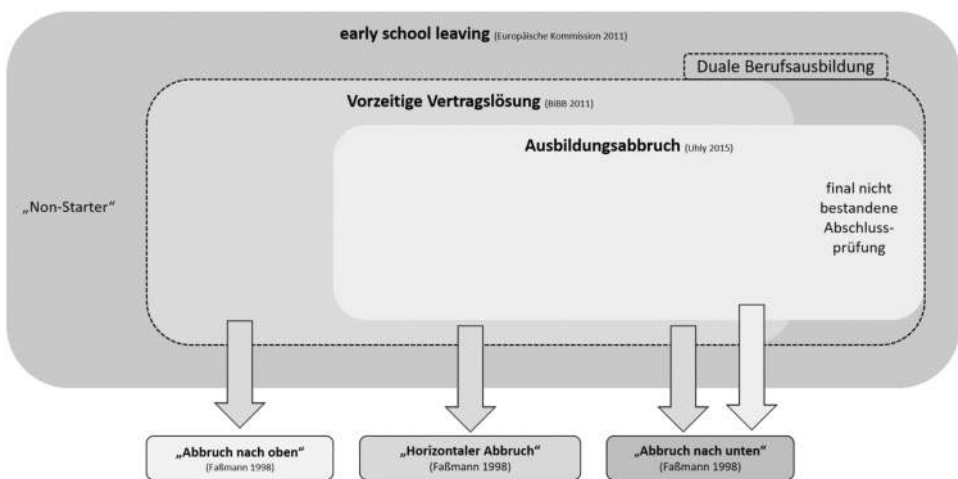 early school leaving (Europäische Kommission 2011)
Duale Berufsausbildung
Vorzeitige Vertragslösung (BiBB 2011)
Ausbildungsabbruch (Uhly 2015)
„Non-Starter“
final nicht
bestandene
Abschluss-
prüfung
„Abbruch nach oben“
(Faßmann 1998)
„Horizontaler Abbruch“
(Faßmann 1998)
„Abbruch nach unten“
(Faßmann 1998)